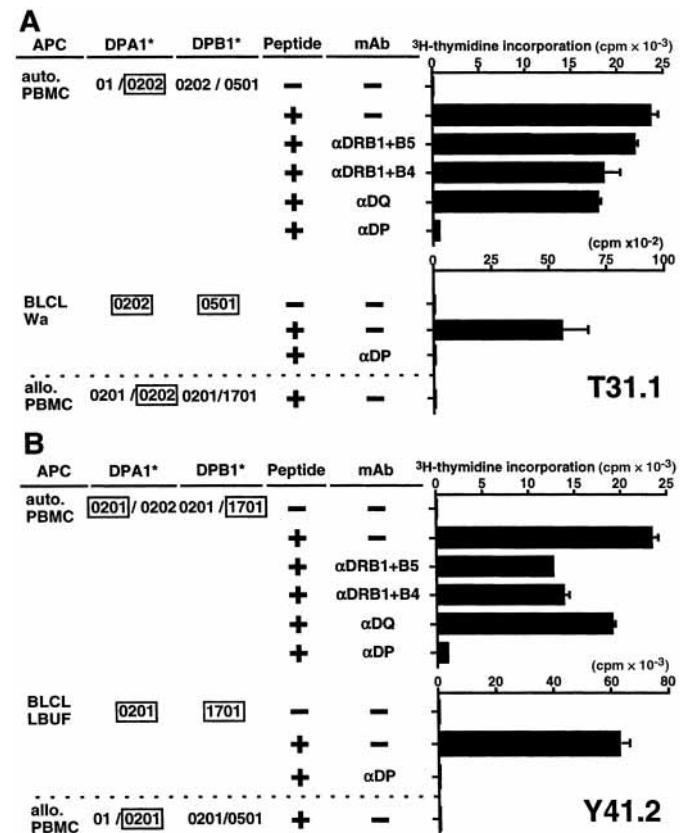 A
APC DPA1* DPB1* Peptide mAb ³H-thymidine incorporation (cpm × 10⁻³)
0 5 10 15 20 25
auto. PBMC 01 / 0202 0202 / 0501 − −
+ −
+ αDRB1+B5
+ αDRB1+B4
+ αDQ
+ αDP
(cpm x10⁻²)
0 25 50 75 100
BLCL Wa 0202 0501 − −
+ −
+ αDP
T31.1
allo. PBMC 0201 / 0202 0201/1701 + −
B
APC DPA1* DPB1* Peptide mAb ³H-thymidine incorporation (cpm × 10⁻³)
0 5 10 15 20 25
auto. PBMC 0201 / 0202 0201 / 1701 − −
+ −
+ αDRB1+B5
+ αDRB1+B4
+ αDQ
+ αDP
(cpm × 10⁻³)
0 20 40 60 80
BLCL LBUF 0201 1701 − −
+ −
+ αDP
allo. PBMC 01 / 0201 0201/0501 + −
Y41.2